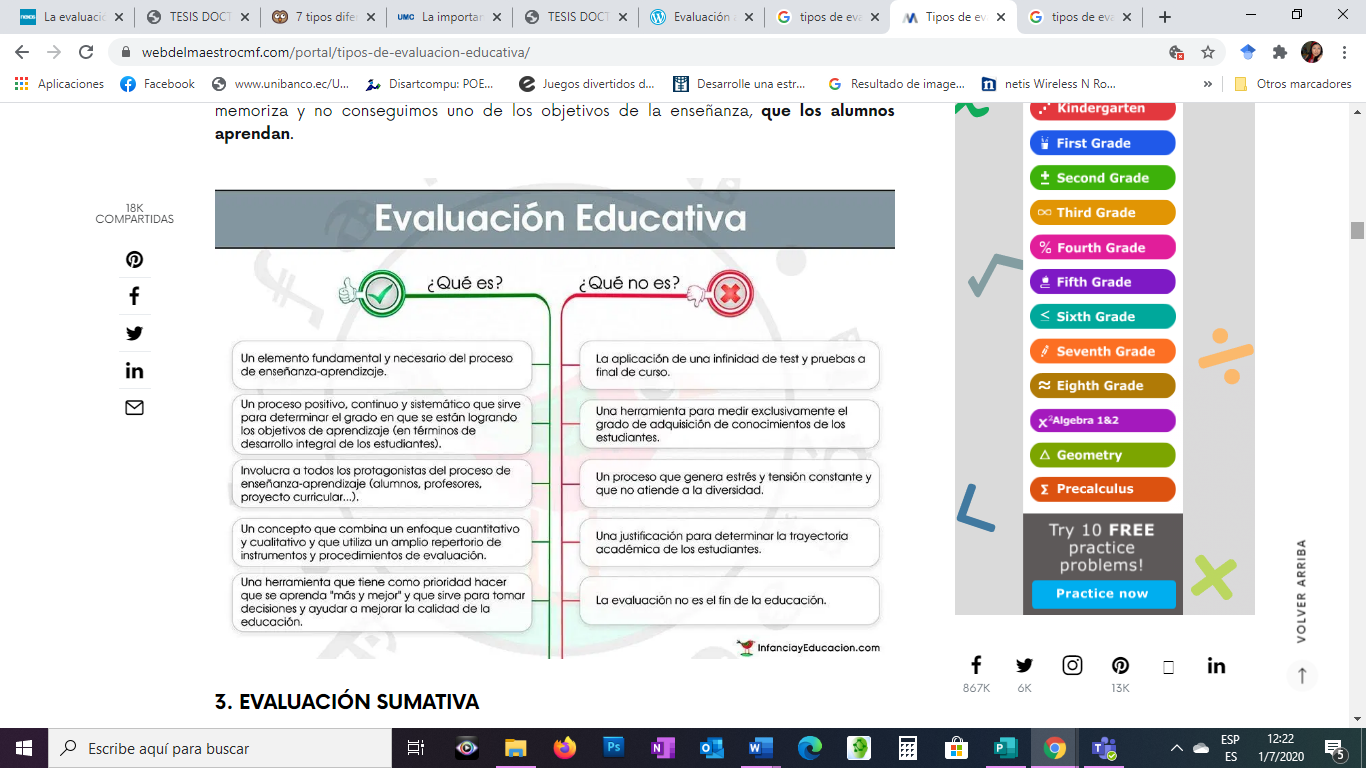 La evaluació
TESIS DOCT
7 tipos dife
UMC
La importan
TESIS DOCT
Evaluación
tipos de eva
Tipos de ev
tipos de eva
webdelmaestrocmf.com/portal/tipos-de-evaluacion-educativa/
Aplicaciones
Facebook
www.unibanco.ec/U...
Disartcompu: POE...
Juegos divertidos d...
Desarrolle una estr...
Resultado de image...
netis Wireless N Ro...
»
Otros marcadores
memoriza y no conseguimos uno de los objetivos de la enseñanza, que los alumnos
aprendan.
18K
COMPARTIDAS
Evaluación Educativa
¿Qué es?
Un elemento fundamental y necesario del proceso
de enseñanza-aprendizaje.
Un proceso positivo, continuo y sistemático que sirve
para determinar el grado en que se están logrando
los objetivos de aprendizaje (en términos de
desarrollo integral de los estudiantes).
Involucra a todos los protagonistas del proceso de
enseñanza-aprendizaje (alumnos, profesores,
proyecto curricular...).
Un concepto que combina un enfoque cuantitativo
y cualitativo y que utiliza un amplio repertorio de
instrumentos y procedimientos de evaluación.
Una herramienta que tiene como prioridad hacer
que se aprenda "más y mejor" y que sirve para tomar
decisiones y ayudar a mejorar la calidad de la
educación.
¿Qué no es?
La aplicación de una infinidad de test y pruebas a
final de curso.
Una herramienta para medir exclusivamente el
grado de adquisición de conocimientos de los
estudiantes.
Un proceso que genera estrés y tensión constante y
que no atiende a la diversidad.
Una justificación para determinar la trayectoria
académica de los estudiantes.
La evaluación no es el fin de la educación.
InfanciayEducacion.com
3. EVALUACIÓN SUMATIVA
Kindergarten
First Grade
Second Grade
Third Grade
Fourth Grade
Fifth Grade
Sixth Grade
Seventh Grade
Eighth Grade
x² Algebra 1&2
Geometry
Precalculus
Try 10 FREE
practice
problems!
Practice now
867K
6K
13K
VOLVER ARRIBA
Escribe aquí para buscar
ESP
ES
12:22
1/7/2020
5